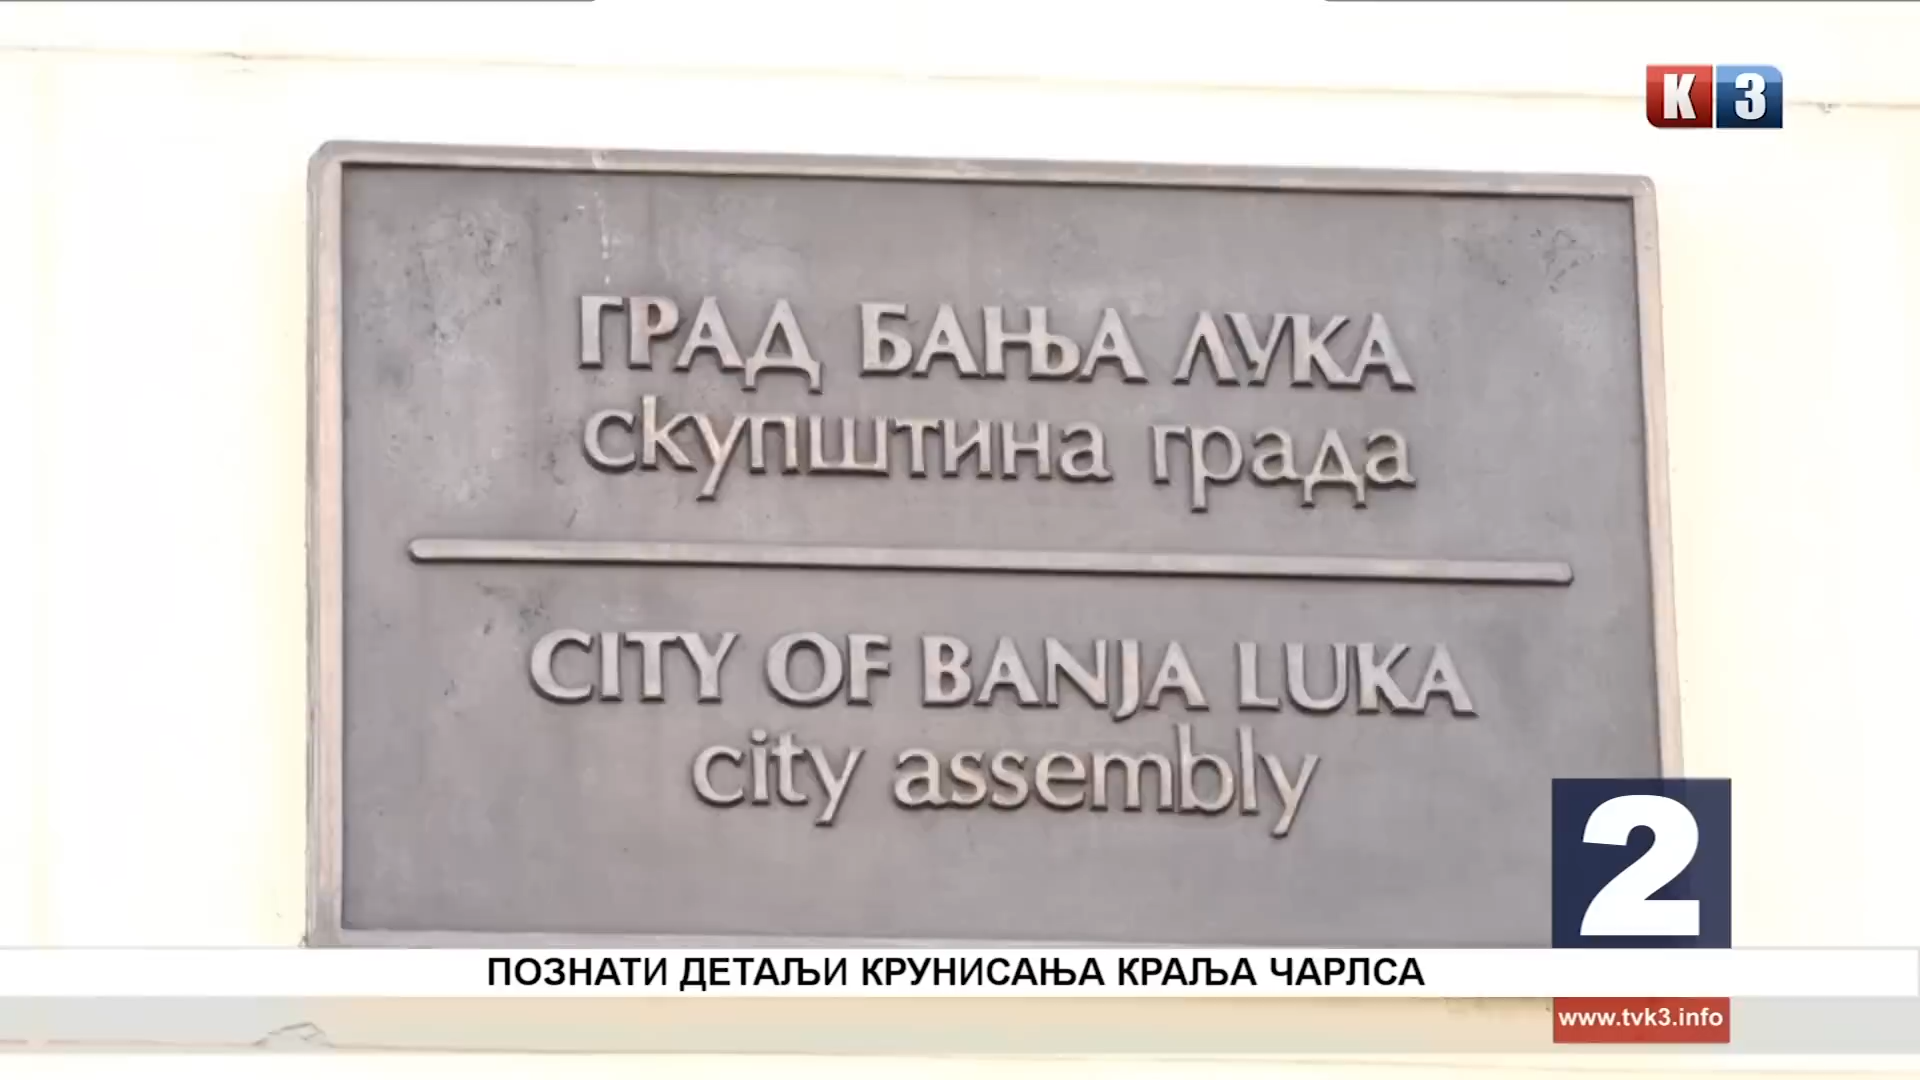 К3
ГРАД БАЊА ЛУКА
скупштина града
CITY OF BANJA LUKA
city assembly
2
ПОЗНАТИ ДЕТАЉИ КРУНИСАЊА КРАЉА ЧАРЛСА
www.tvk3.info